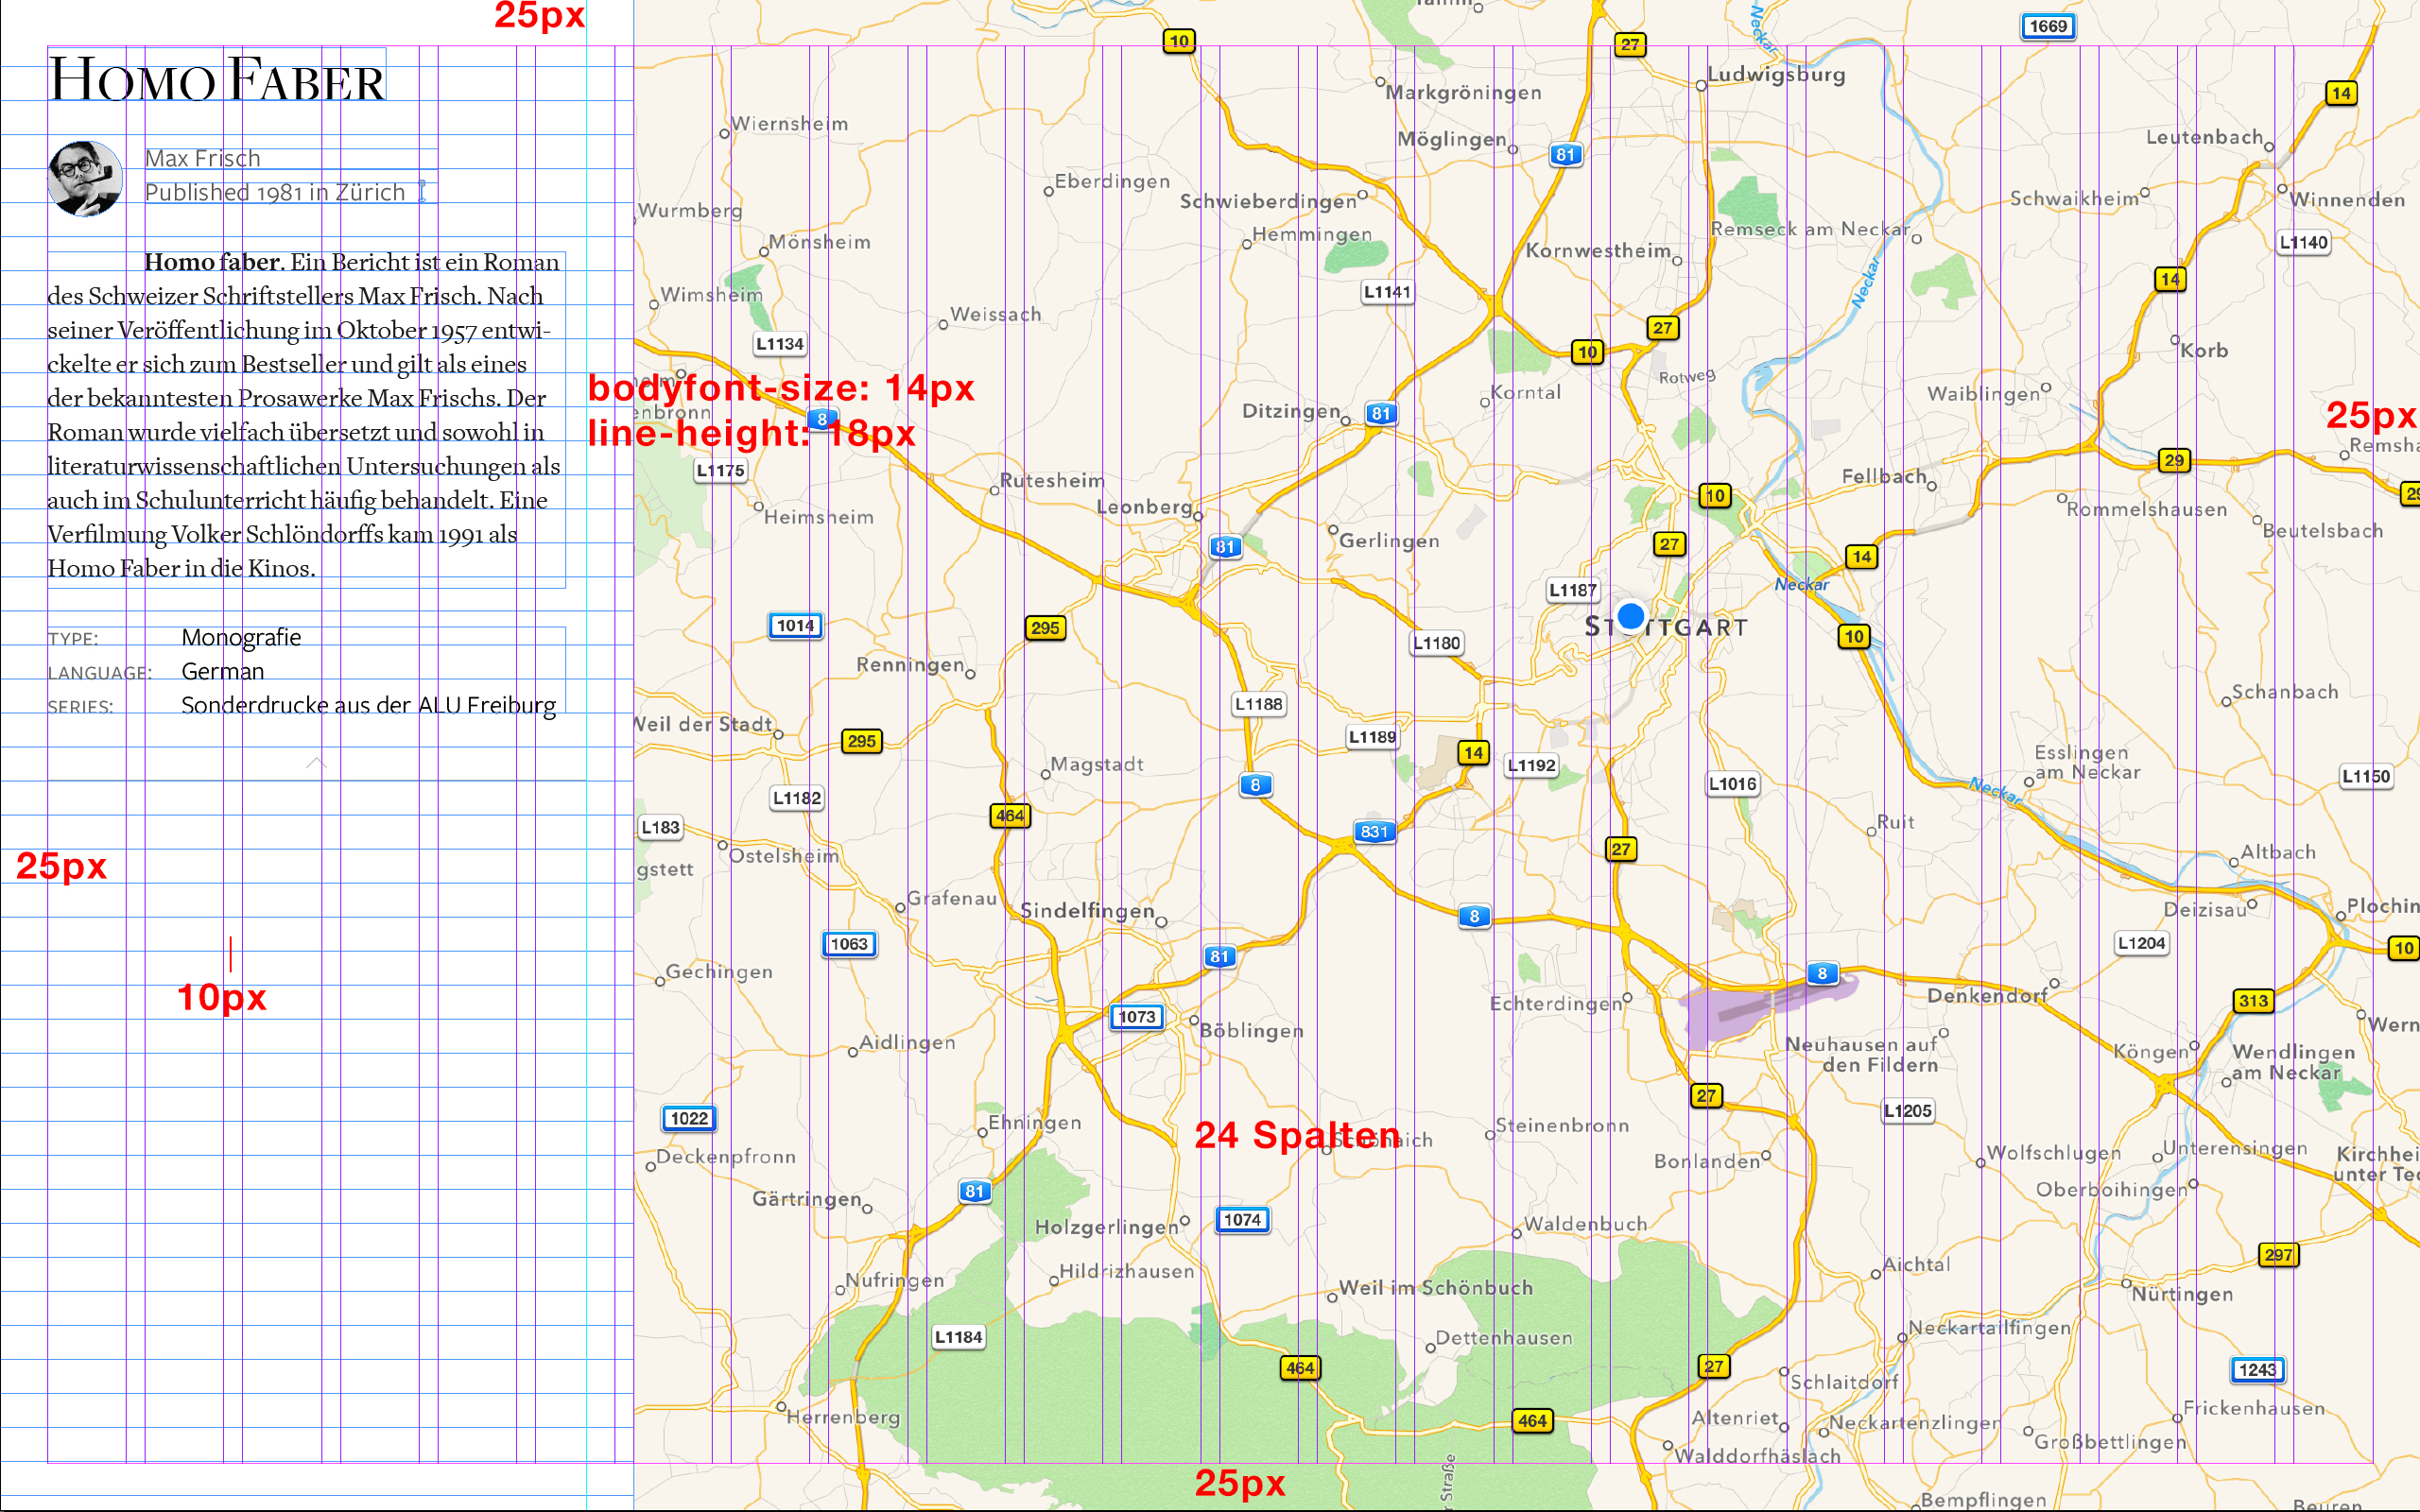 25px
HOMO FABER
Max Frisch
Published 1981 in Zürich
Homo faber. Ein Bericht ist ein Roman
des Schweizer Schriftstellers Max Frisch. Nach
seiner Veröffentlichung im Oktober 1957 entwi-
ckelte er sich zum Bestseller und gilt als eines
der bekanntesten Prosawerke Max Frischs. Der
Roman wurde vielfach übersetzt und sowohl in
literaturwissenschaftlichen Untersuchungen als
auch im Schulunterricht häufig behandelt. Eine
Verfilmung Volker Schlöndorffs kam 1991 als
Homo Faber in die Kinos.
TYPE: Monografie
LANGUAGE: German
SERIES: Sonderdrucke aus der ALU Freiburg
25px
10px
bodyfont-size: 14px
line-height: 18px
24 Spalten
25px
25px
10
27
1669
Neckar
Ludwigsburg
Markgröningen
14
Wiernsheim
Möglingen
81
Leutenbach
Eberdingen
Schwieberdingen
Schwaikheim
Winnenden
Wurmberg
Hemmingen
Remseck am Neckar
Mönsheim
Kornwestheim
L1140
Neckar
14
Wimsheim
L1141
Weissach
27
L1134
10
Korb
Rotweg
Korntal
Waiblingen
8
Ditzingen
81
enbronn
29
L1175
Rutesheim
Fellbach
10
29
Leonberg
Rommelshausen
Heimsheim
Beutelsbach
81
Gerlingen
27
14
L1187
Neckar
1014
295
STUTTGART
10
L1180
Renningen
Schanbach
L1188
Weil der Stadt
295
L1189
14
L1192
Esslingen
am Neckar
Magstadt
8
L1016
L1150
Neckar
L1182
464
L183
831
Ruit
Ostelsheim
27
Altbach
gstett
Grafenau
Sindelfingen
8
Deizisau
Plochin
1063
81
L1204
10
Gechingen
8
Echterdingen
Denkendorf
313
1073
Böblingen
Wern
Aidlingen
Neuhausen auf
den Fildern
Köngen
Wendlingen
am Neckar
27
1022
Ehningen
L1205
Steinenbronn
Schönaich
Deckenpfronn
Bonlanden
Wolfschlugen
Unterensingen
Kirchhei
unter Tec
81
Gärtringen
Oberboihingen
Holzgerlingen
1074
Waldenbuch
297
Nufringen
Hildrizhausen
Aichtal
Weil im Schönbuch
Nürtingen
L1184
Dettenhausen
Neckartailfingen
464
27
1243
Schlaitdorf
Herrenberg
464
Altenriet
Neckartenzlingen
Frickenhausen
Großbettlingen
Walddorfhäslach
r Straße
Bempflingen